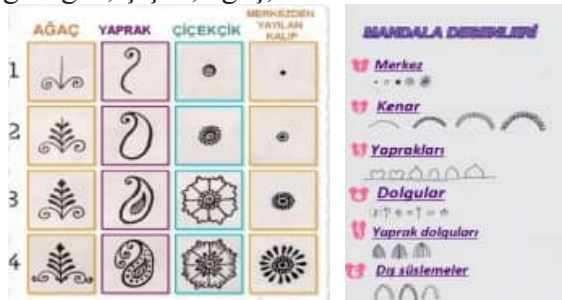 AĞAÇ YAPRAK ÇİÇEKÇİK MERKEZDEN
YAYILAN
KALIP
1
2
3
4
MANDALA DESENLERİ
Merkez
Kenar
Yaprakları
Dolgular
Yaprak dolguları
Dış süslemeler